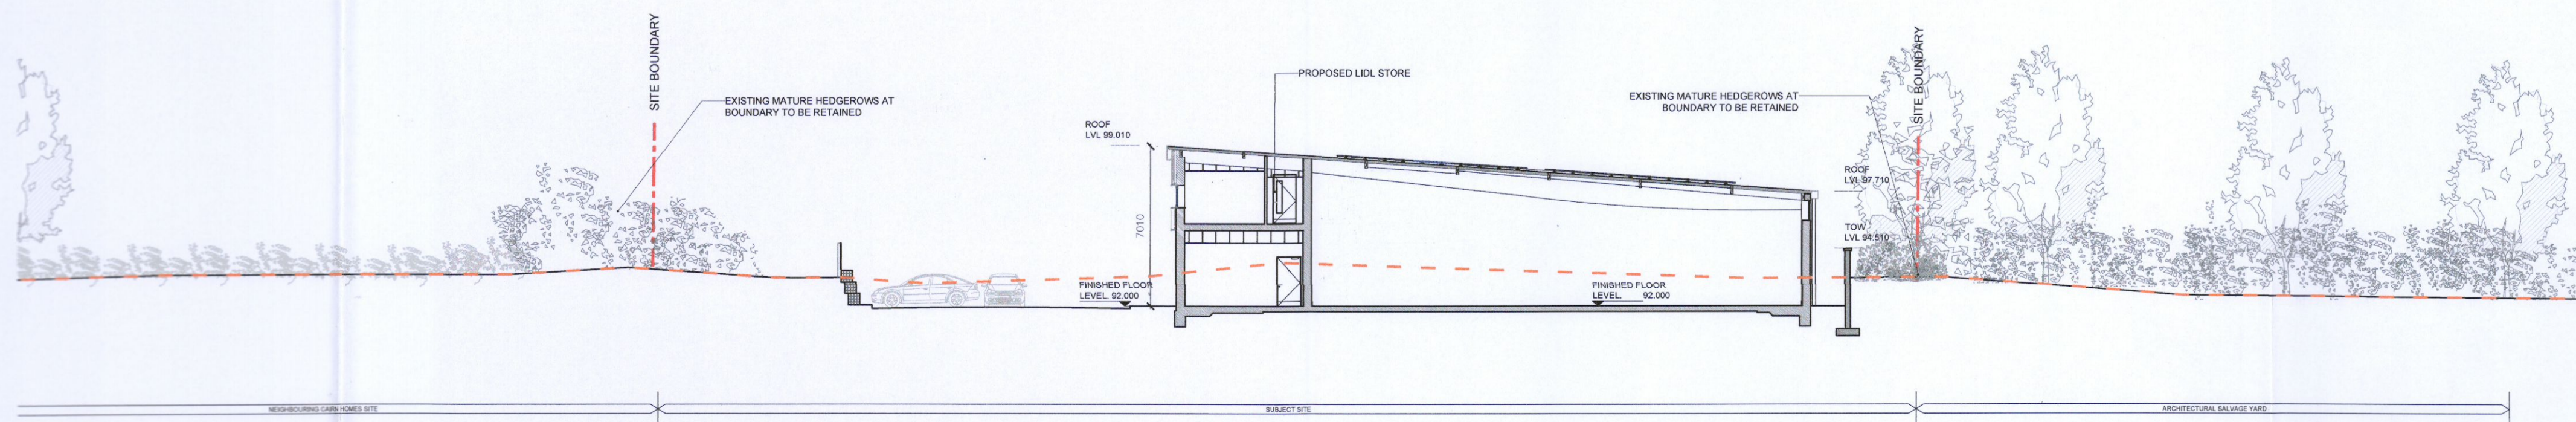 SITE BOUNDARY
EXISTING MATURE HEDGEROWS AT
BOUNDARY TO BE RETAINED
ROOF
LVL 99.010
7010
PROPOSED LIDL STORE
FINISHED FLOOR
LEVEL. 92.000
FINISHED FLOOR
LEVEL. 92.000
EXISTING MATURE HEDGEROWS AT
BOUNDARY TO BE RETAINED
SITE BOUNDARY
ROOF
LVL 97.710
TOW
LVL 94.510
NEIGHBOURING CAIRN HOMES SITE
SUBJECT SITE
ARCHITECTURAL SALVAGE YARD